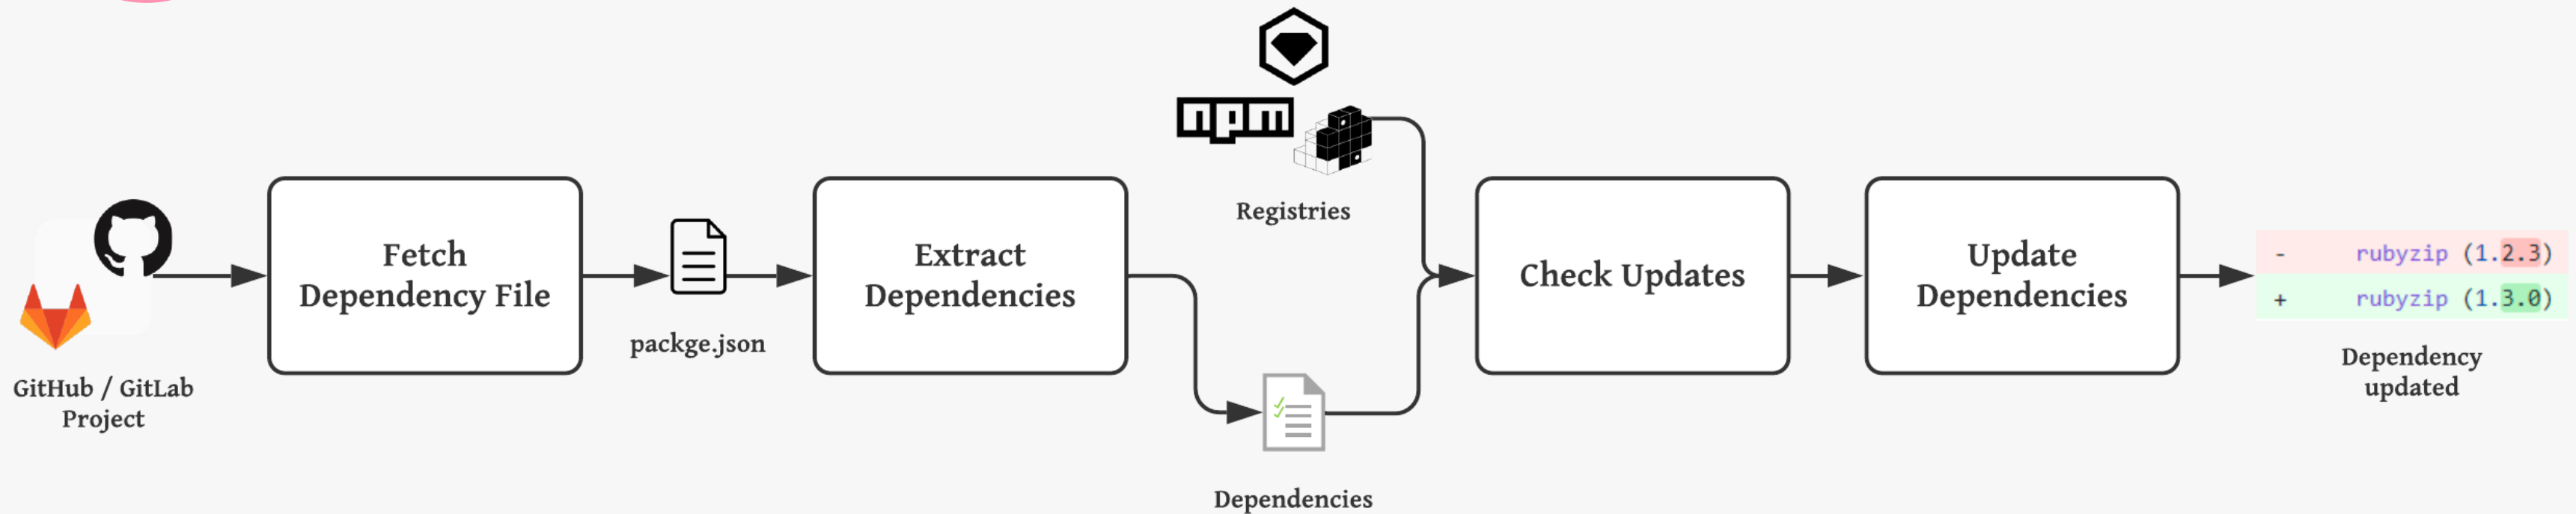 GitHub / GitLab
Project
Fetch
Dependency File
packge.json
Extract
Dependencies
npm
Registries
Dependencies
Check Updates
Update
Dependencies
- rubyzip (1.2.3)
+ rubyzip (1.3.0)
Dependency
updated